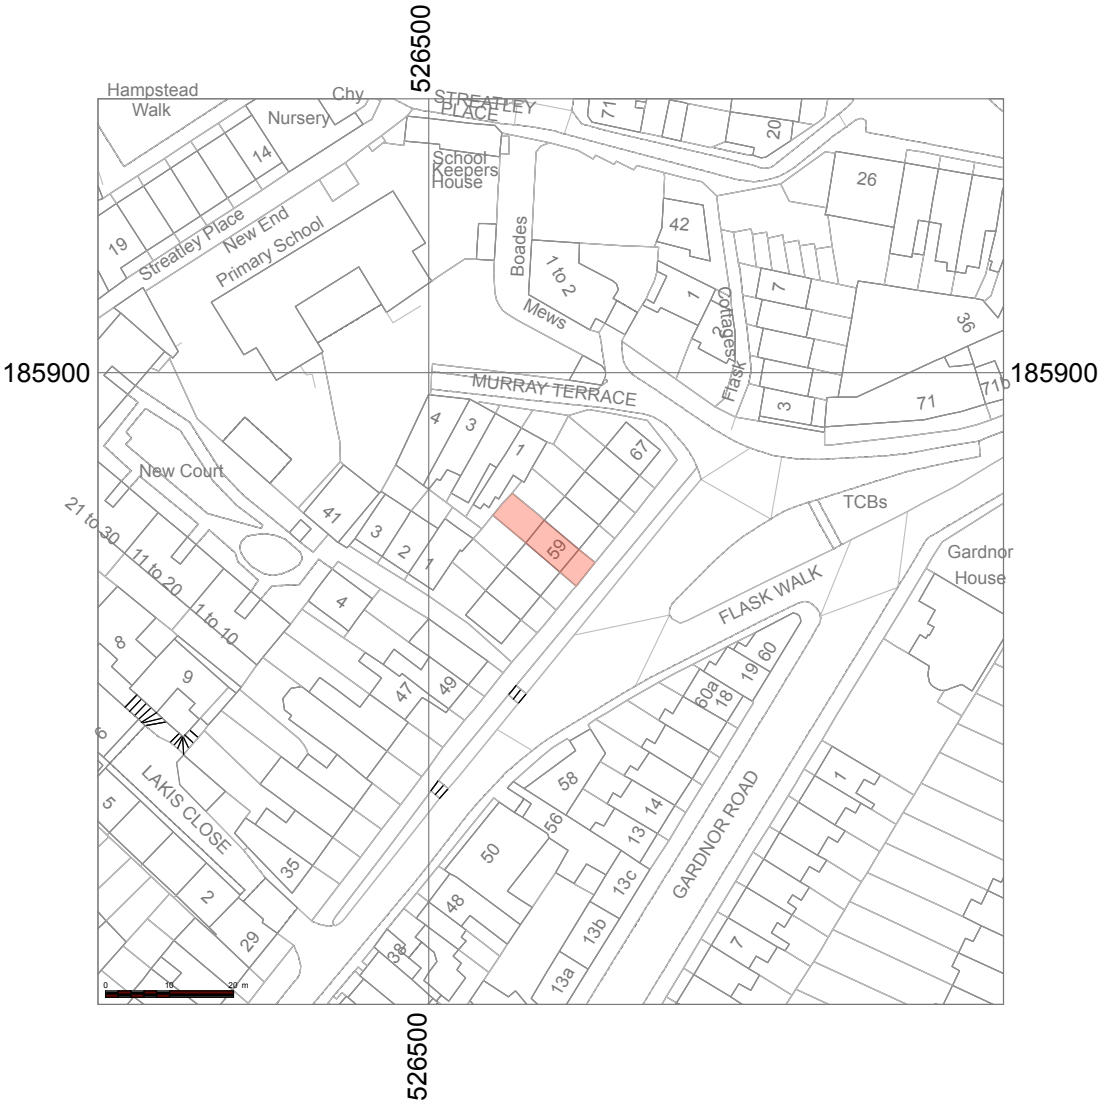 526500
Hampstead
Walk
Chy
Nursery
14
19
STREATLEY
PLACE
71
20
School
Keepers
House
26
42
Streatley Place
New End
Primary School
Boades
Mews
1 to 2
1
2
Cottages
Flask
7
36
185900
185900
MURRAY TERRACE
3
71
71b
4
3
1
67
New Court
TCBs
21 to 30
11 to 20
1 to 10
41
3
2
1
59
Gardnor
House
FLASK WALK
4
8
9
47
49
60
19
18
60a
6
LAKIS CLOSE
5
2
35
29
58
56
50
48
38
14
13
13c
13b
13a
GARDNOR ROAD
1
7
0 10 20 m
526500